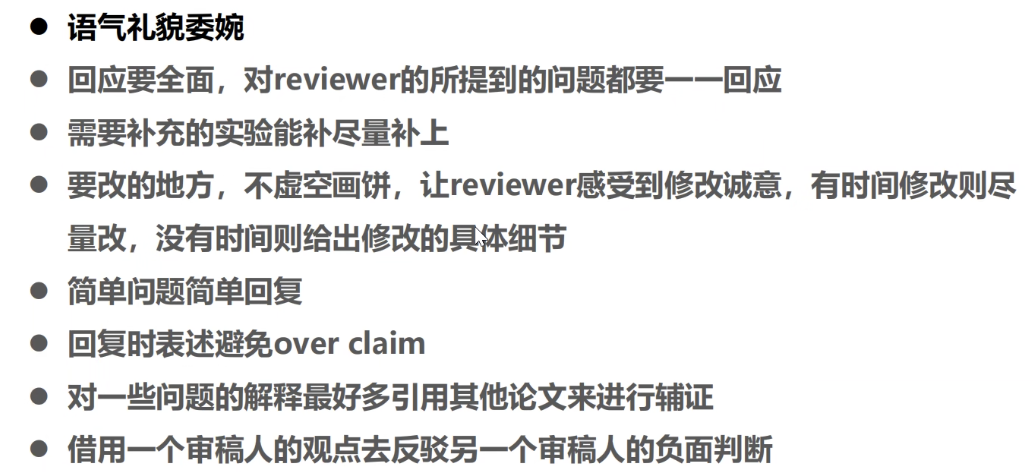 ● 语气礼貌委婉
● 回应要全面，对reviewer的所提到的问题都要一一回应
● 需要补充的实验能补尽量补上
● 要改的地方，不虚空画饼，让reviewer感受到修改诚意，有时间修改则尽
量改，没有时间则给出修改的具体细节
● 简单问题简单回复
● 回复时表述避免over claim
● 对一些问题的解释最好多引用其他论文来进行辅证
● 借用一个审稿人的观点去反驳另一个审稿人的负面判断